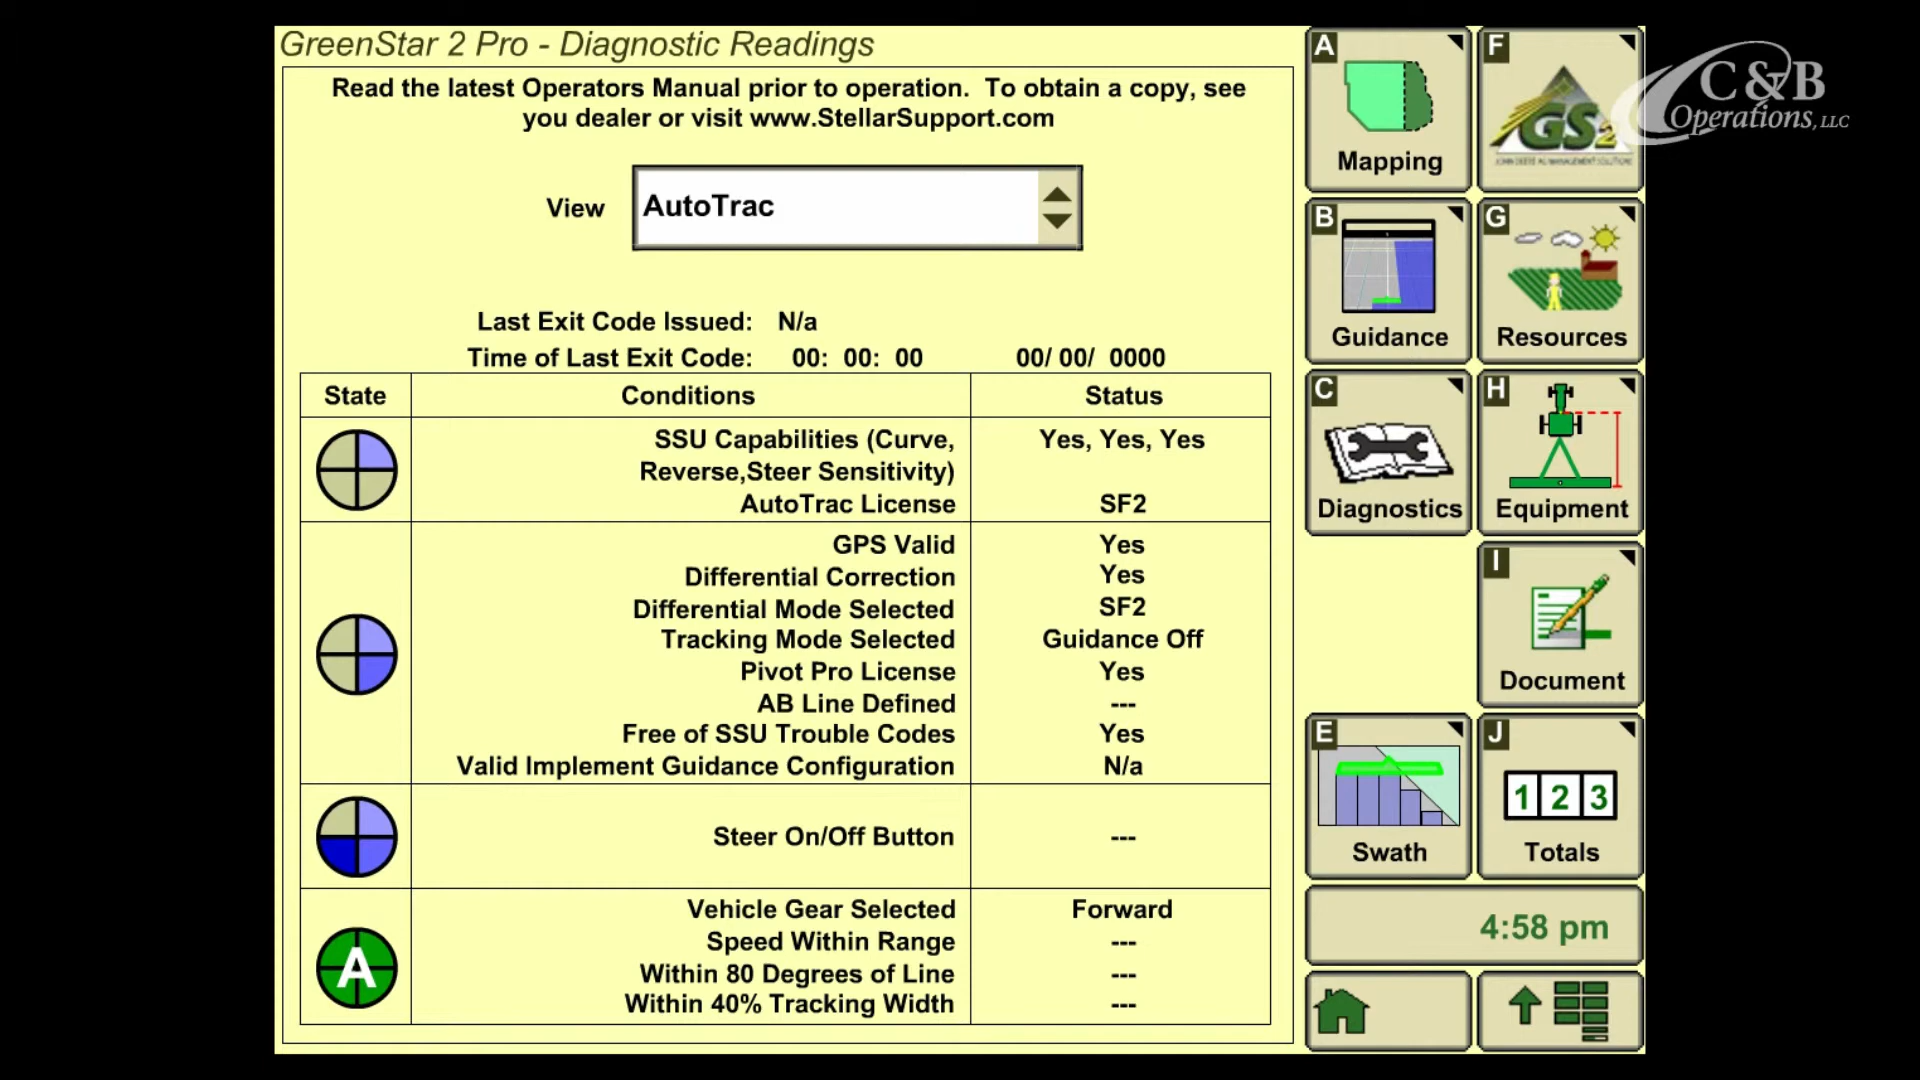 GreenStar 2 Pro - Diagnostic Readings
Read the latest Operators Manual prior to operation. To obtain a copy, see
you dealer or visit www.StellarSupport.com
View AutoTrac
Last Exit Code Issued: N/a
Time of Last Exit Code: 00: 00: 00 00/ 00/ 0000
State Conditions Status
SSU Capabilities (Curve, Yes, Yes, Yes
Reverse,Steer Sensitivity)
AutoTrac License SF2
GPS Valid Yes
Differential Correction Yes
Differential Mode Selected SF2
Tracking Mode Selected Guidance Off
Pivot Pro License Yes
AB Line Defined ---
Free of SSU Trouble Codes Yes
Valid Implement Guidance Configuration N/a
Steer On/Off Button ---
A
Vehicle Gear Selected Forward
Speed Within Range ---
Within 80 Degrees of Line ---
Within 40% Tracking Width ---
A
Mapping
F
GS2
C&B
Operations, LLC
B
Guidance
G
Resources
C
Diagnostics
H
Equipment
I
Document
E
Swath
J
1 2 3
Totals
4:58 pm